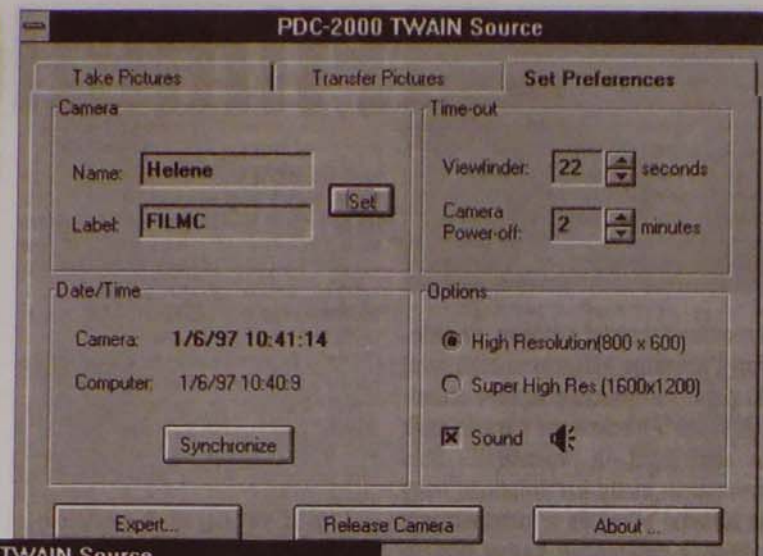 PDC-2000 TWAIN Source
Take Pictures Transfer Pictures Set Preferences
Camera
Name: Helene
Label: FILMC
Set
Time-out
Viewfinder: 22 seconds
Camera
Power-off: 2 minutes
Date/Time
Camera: 1/6/97 10:41:14
Computer: 1/6/97 10:40:9
Synchronize
Options
High Resolution(800 x 600)
Super High Res (1600x1200)
Sound
Expert... Release Camera About ...
TWAIN Source